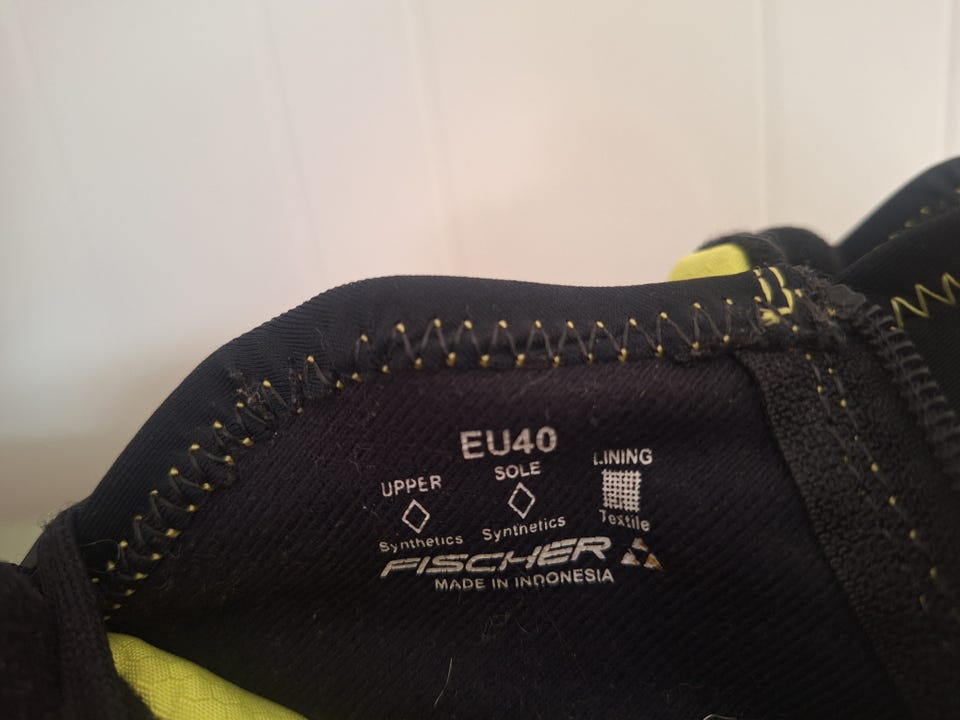 EU40
UPPER SOLE LINING
Synthetics Synthetics Textile
FISCHER
MADE IN INDONESIA